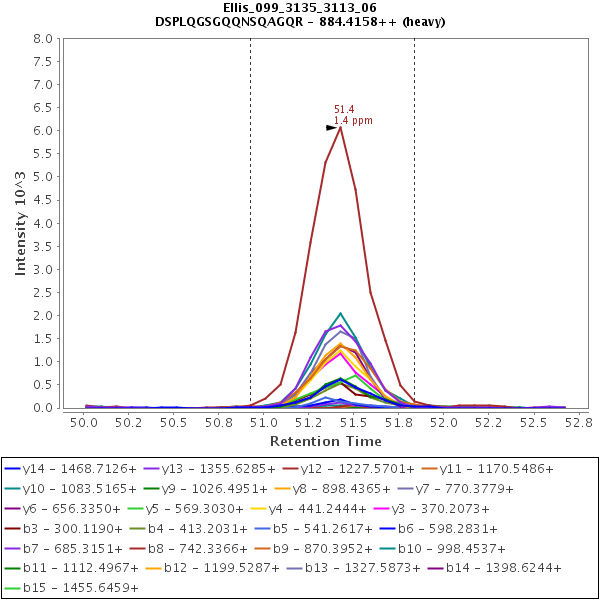 Ellis_099_3135_3113_06
DSPLQGSGQQNSQAGQR - 884.4158++ (heavy)
8.0
7.5
7.0
6.5
6.0
5.5
5.0
4.5
4.0
3.5
3.0
2.5
2.0
1.5
1.0
0.5
0.0
Intensity 10^3
51.4
1.4 ppm
50.0 50.2 50.5 50.8 51.0 51.2 51.5 51.8 52.0 52.2 52.5 52.8
Retention Time
y14 - 1468.7126+ y13 - 1355.6285+ y12 - 1227.5701+ y11 - 1170.5486+
y10 - 1083.5165+ y9 - 1026.4951+ y8 - 898.4365+ y7 - 770.3779+
y6 - 656.3350+ y5 - 569.3030+ y4 - 441.2444+ y3 - 370.2073+
b3 - 300.1190+ b4 - 413.2031+ b5 - 541.2617+ b6 - 598.2831+
b7 - 685.3151+ b8 - 742.3366+ b9 - 870.3952+ b10 - 998.4537+
b11 - 1112.4967+ b12 - 1199.5287+ b13 - 1327.5873+ b14 - 1398.6244+
b15 - 1455.6459+